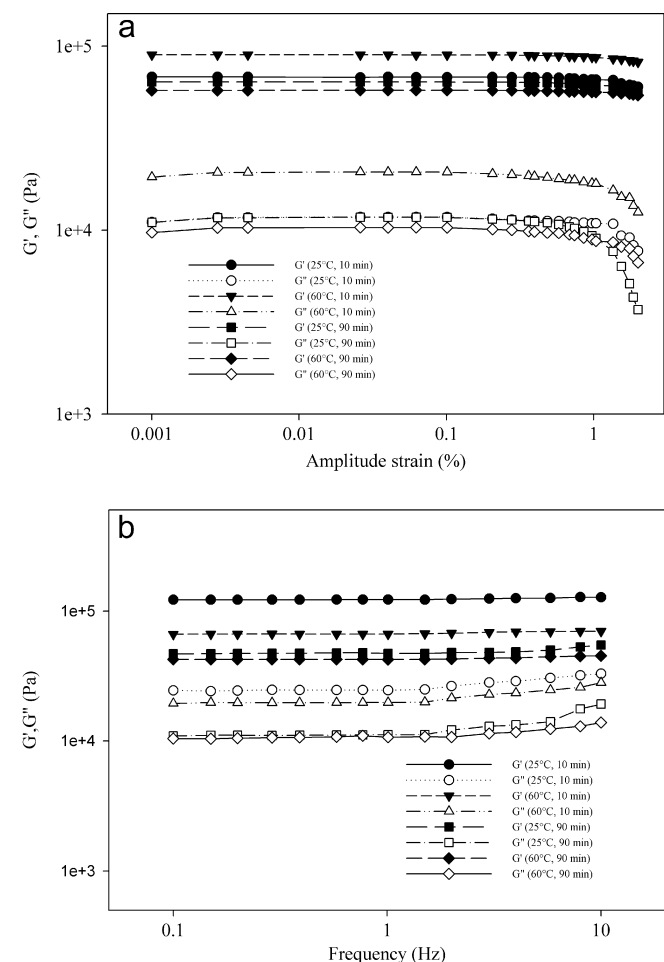 a
1e+5
1e+4
1e+3
G', G" (Pa)
G' (25°C, 10 min)
G" (25°C, 10 min)
G' (60°C, 10 min)
G" (60°C, 10 min)
G' (25°C, 90 min)
G" (25°C, 90 min)
G' (60°C, 90 min)
G" (60°C, 90 min)
0.001 0.01 0.1 1
Amplitude strain (%)
b
1e+5
1e+4
1e+3
G',G" (Pa)
G' (25°C, 10 min)
G" (25°C, 10 min)
G' (60°C, 10 min)
G" (60°C, 10 min)
G' (25°C, 90 min)
G" (25°C, 90 min)
G' (60°C, 90 min)
G" (60°C, 90 min)
0.1 1 10
Frequency (Hz)